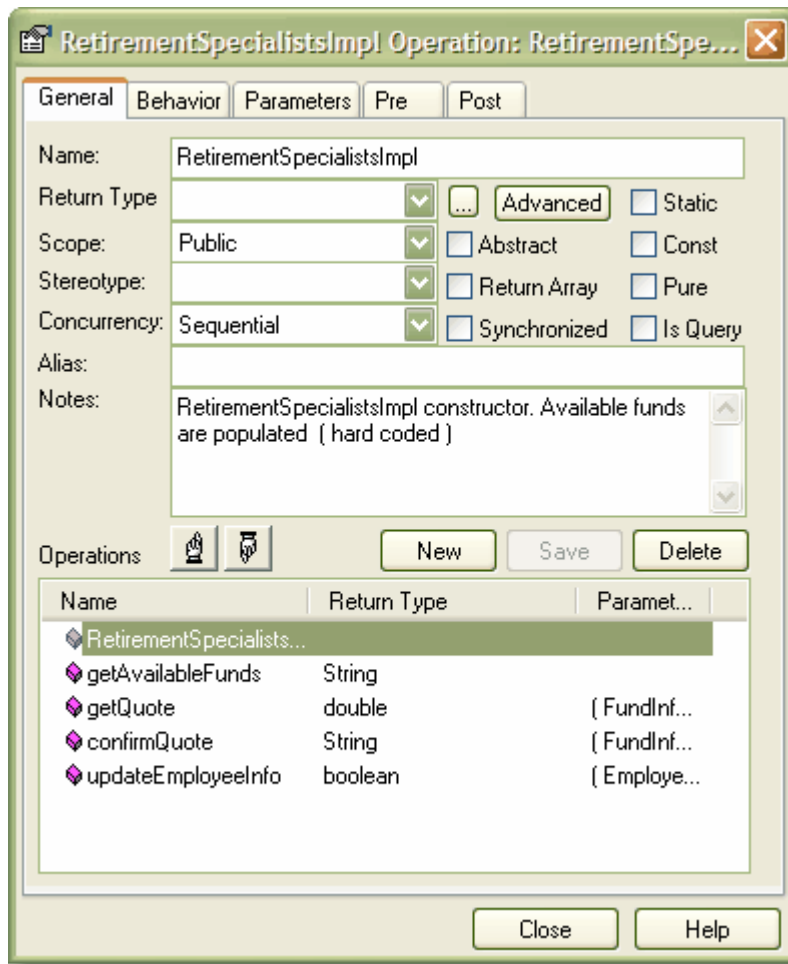 RetirementSpecialistsImpl Operation: RetirementSpe...
General Behavior Parameters Pre Post
Name: RetirementSpecialistsImpl
Return Type ... Advanced Static
Scope: Public Abstract Const
Stereotype: Return Array Pure
Concurrency: Sequential Synchronized Is Query
Alias:
Notes: RetirementSpecialistsImpl constructor. Available funds
are populated ( hard coded )
Operations New Save Delete
Name Return Type Paramet...
RetirementSpecialists...
getAvailableFunds String
getQuote double ( FundInf...
confirmQuote String ( FundInf...
updateEmployeeInfo boolean ( Employe...
Close Help